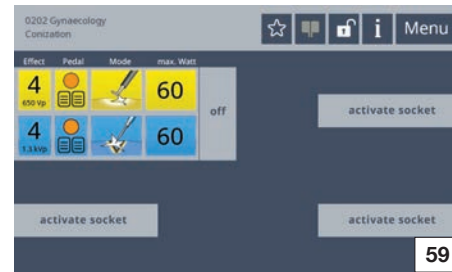 0202 Gynaecology
Conization
i
Menu
Effect Pedal Mode max. Watt
4
650 Vp
60
off
activate socket
4
1.3 kVp
60
activate socket
activate socket
59